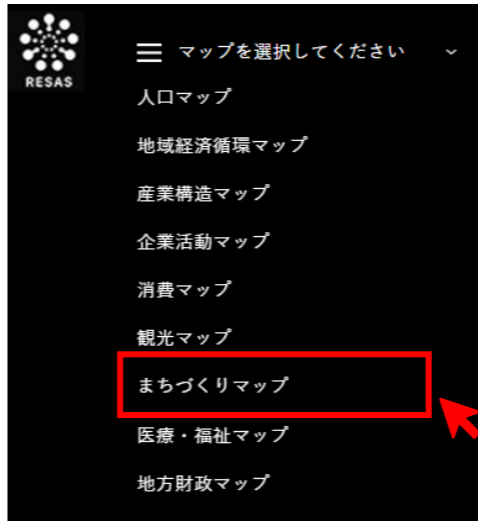 RESAS
マップを選択してください
人口マップ
地域経済循環マップ
産業構造マップ
企業活動マップ
消費マップ
観光マップ
まちづくりマップ
医療・福祉マップ
地方財政マップ